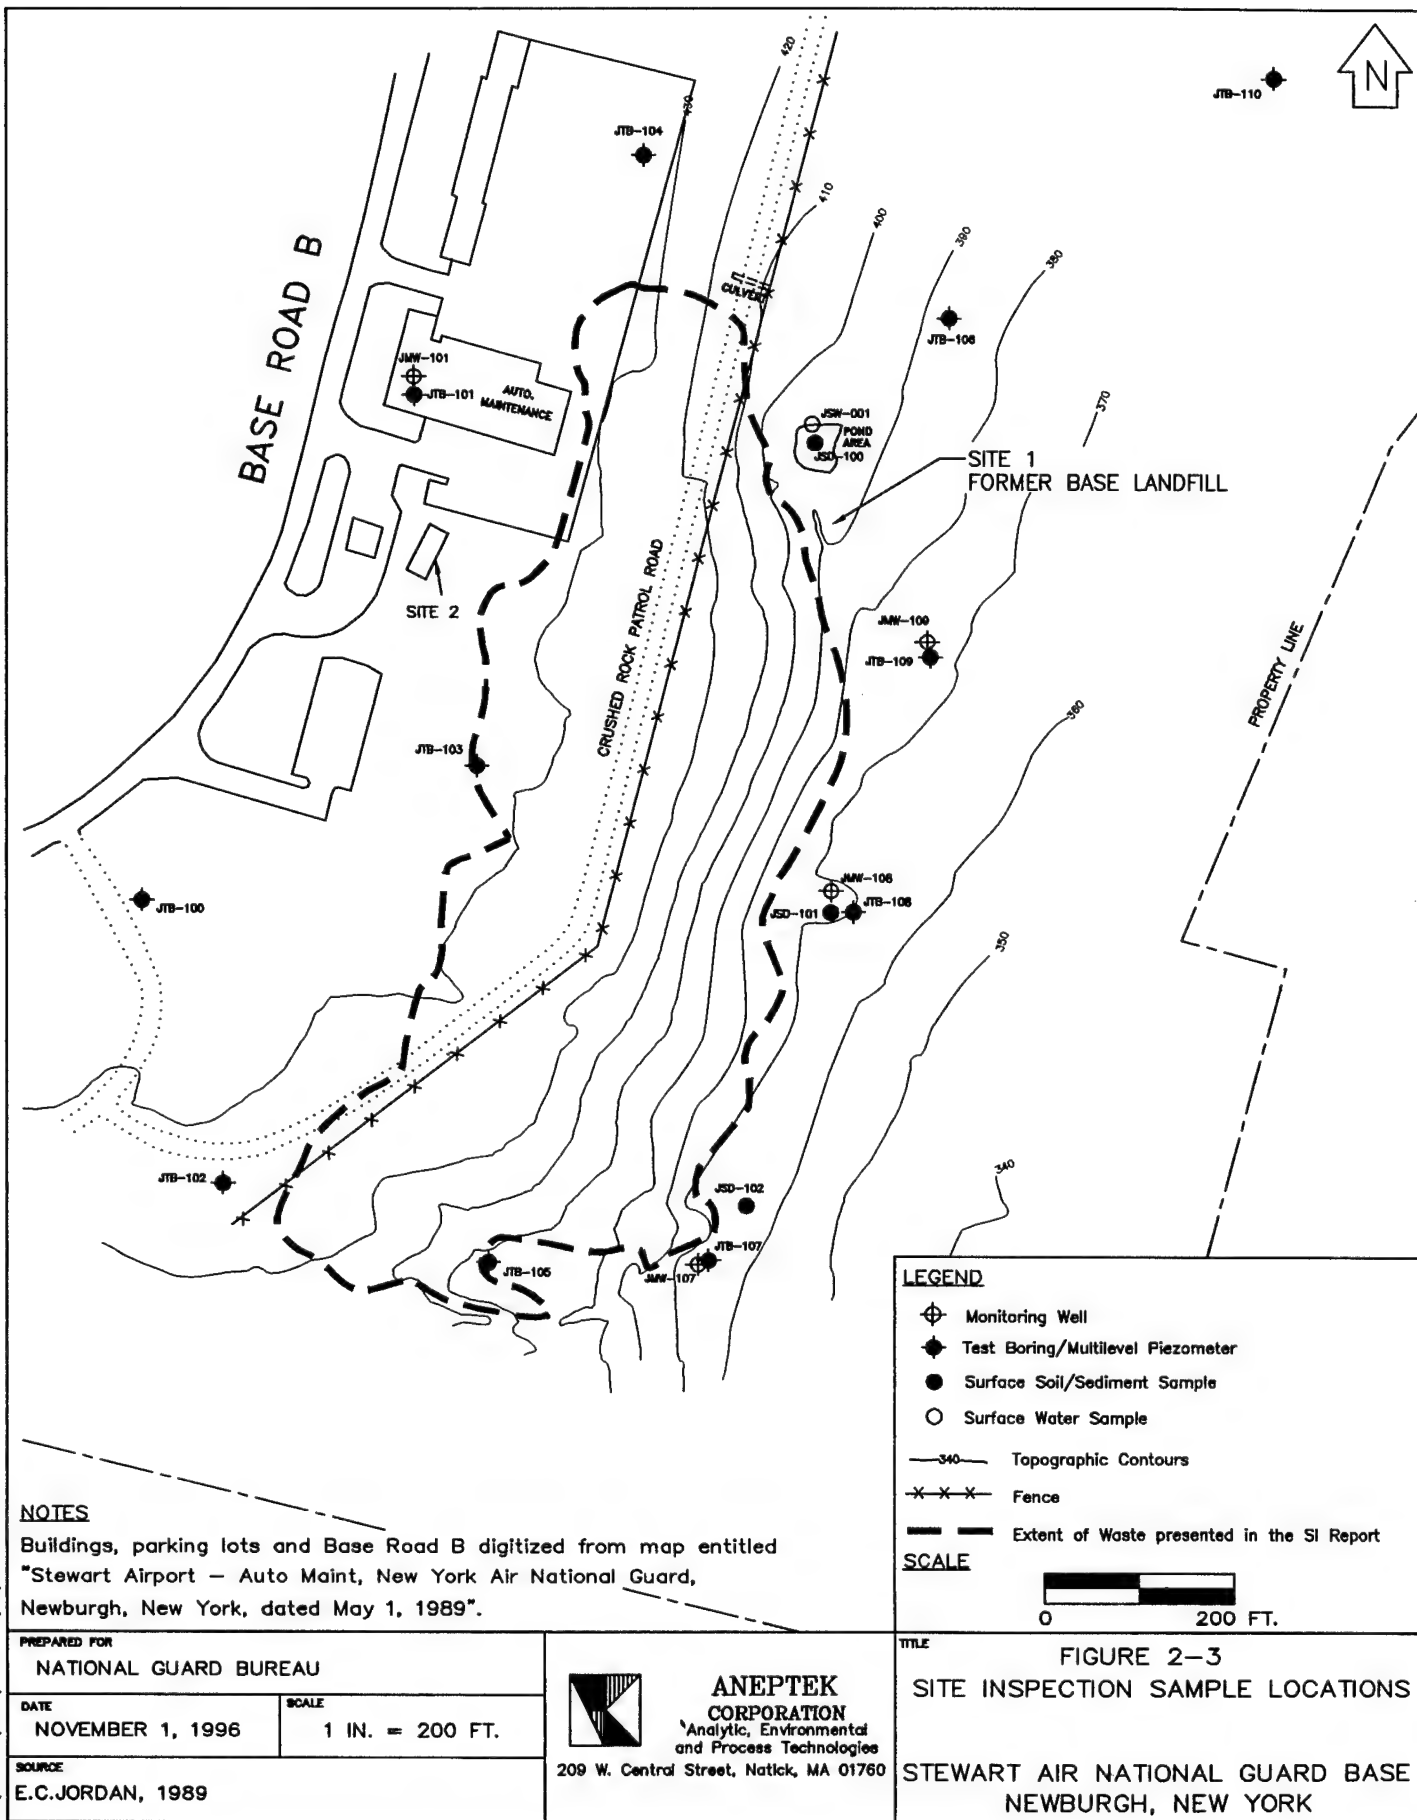 N
420
JTB-110
430
JTB-104
410
400
390
380
BASE ROAD B
CULVERT
JTB-106
JMW-101
JTB-101
AUTO.
MAINTENANCE
370
JSW-001
POND
AREA
JSD-100
SITE 1
FORMER BASE LANDFILL
SITE 2
CRUSHED ROCK PATROL ROAD
JMW-109
JTB-109
PROPERTY LINE
360
JTB-103
JTB-100
JMW-108
JSD-101
JTB-108
350
JTB-102
340
JSD-102
JTB-105
JTB-107
JMW-107
LEGEND
Monitoring Well
Test Boring/Multilevel Piezometer
Surface Soil/Sediment Sample
Surface Water Sample
340 Topographic Contours
Fence
Extent of Waste presented in the SI Report
SCALE
0 200 FT.
NOTES
Buildings, parking lots and Base Road B digitized from map entitled
"Stewart Airport – Auto Maint, New York Air National Guard,
Newburgh, New York, dated May 1, 1989".
PREPARED FOR
NATIONAL GUARD BUREAU
DATE
NOVEMBER 1, 1996
SCALE
1 IN. = 200 FT.
SOURCE
E.C.JORDAN, 1989
ANEPTEK
CORPORATION
Analytic, Environmental
and Process Technologies
209 W. Central Street, Natick, MA 01760
TITLE
FIGURE 2-3
SITE INSPECTION SAMPLE LOCATIONS
STEWART AIR NATIONAL GUARD BASE
NEWBURGH, NEW YORK